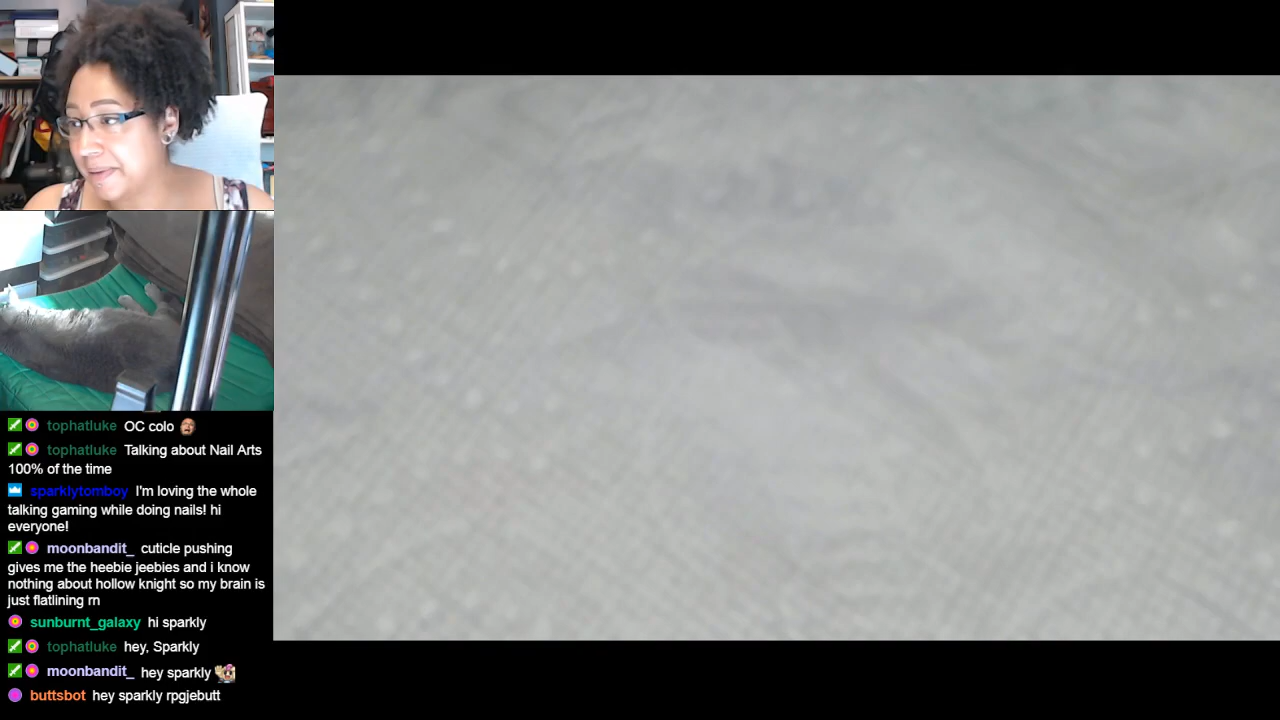 tophatluke OC colo
tophatluke Talking about Nail Arts
100% of the time
sparklytomboy I'm loving the whole
talking gaming while doing nails! hi
everyone!
moonbandit_ cuticle pushing
gives me the heebie jeebies and i know
nothing about hollow knight so my brain is
just flatlining rn
sunburnt_galaxy hi sparkly
tophatluke hey, Sparkly
moonbandit_ hey sparkly
buttsbot hey sparkly rpgjebutt